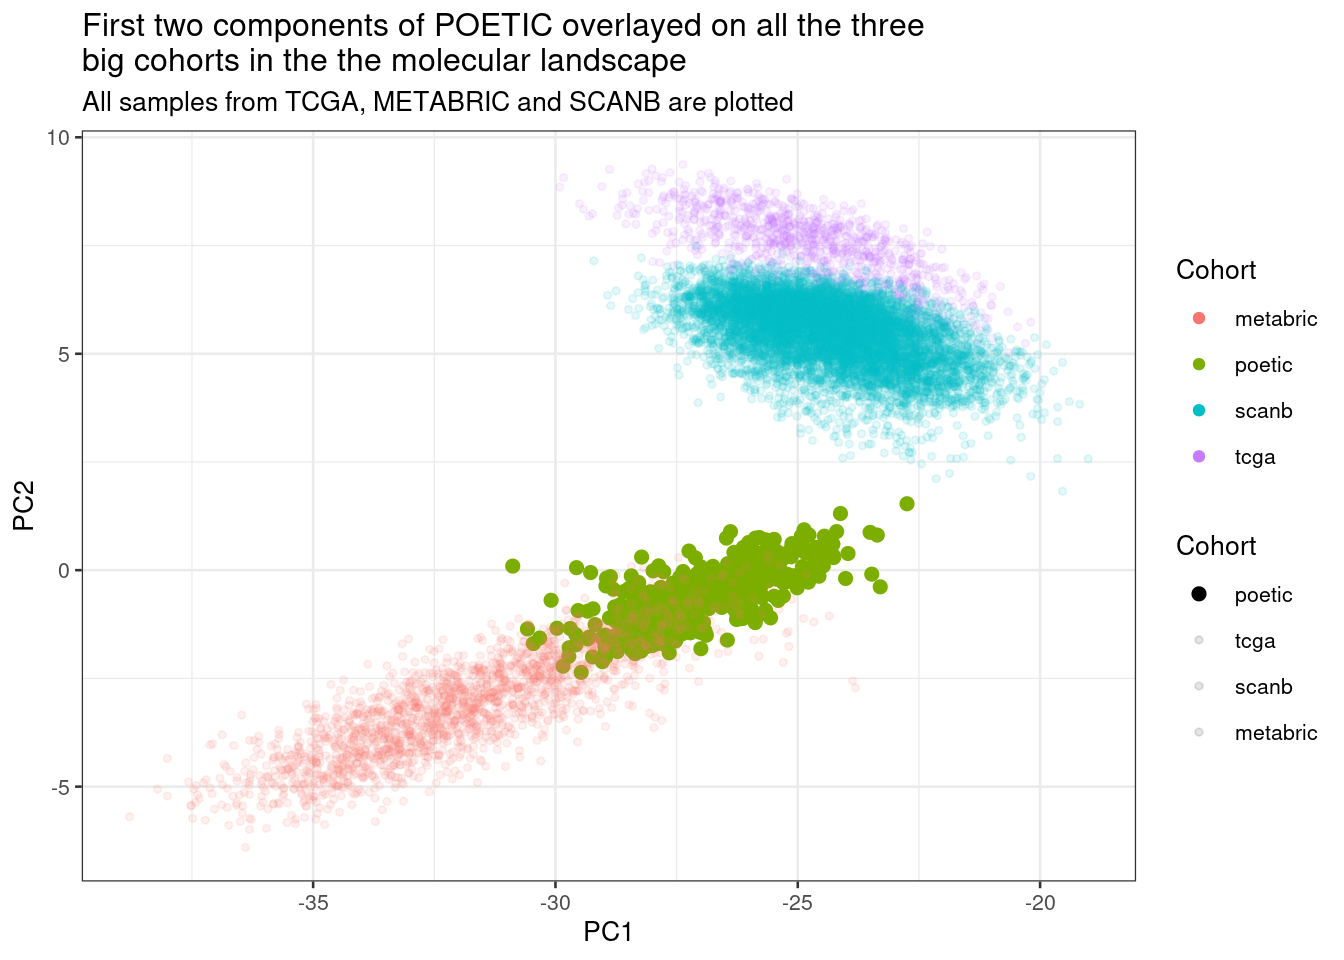 First two components of POETIC overlayed on all the three
big cohorts in the the molecular landscape
All samples from TCGA, METABRIC and SCANB are plotted
10
5
0
-5
PC2
-35
-30
-25
-20
PC1
Cohort
metabric
poetic
scanb
tcga
Cohort
poetic
tcga
scanb
metabric